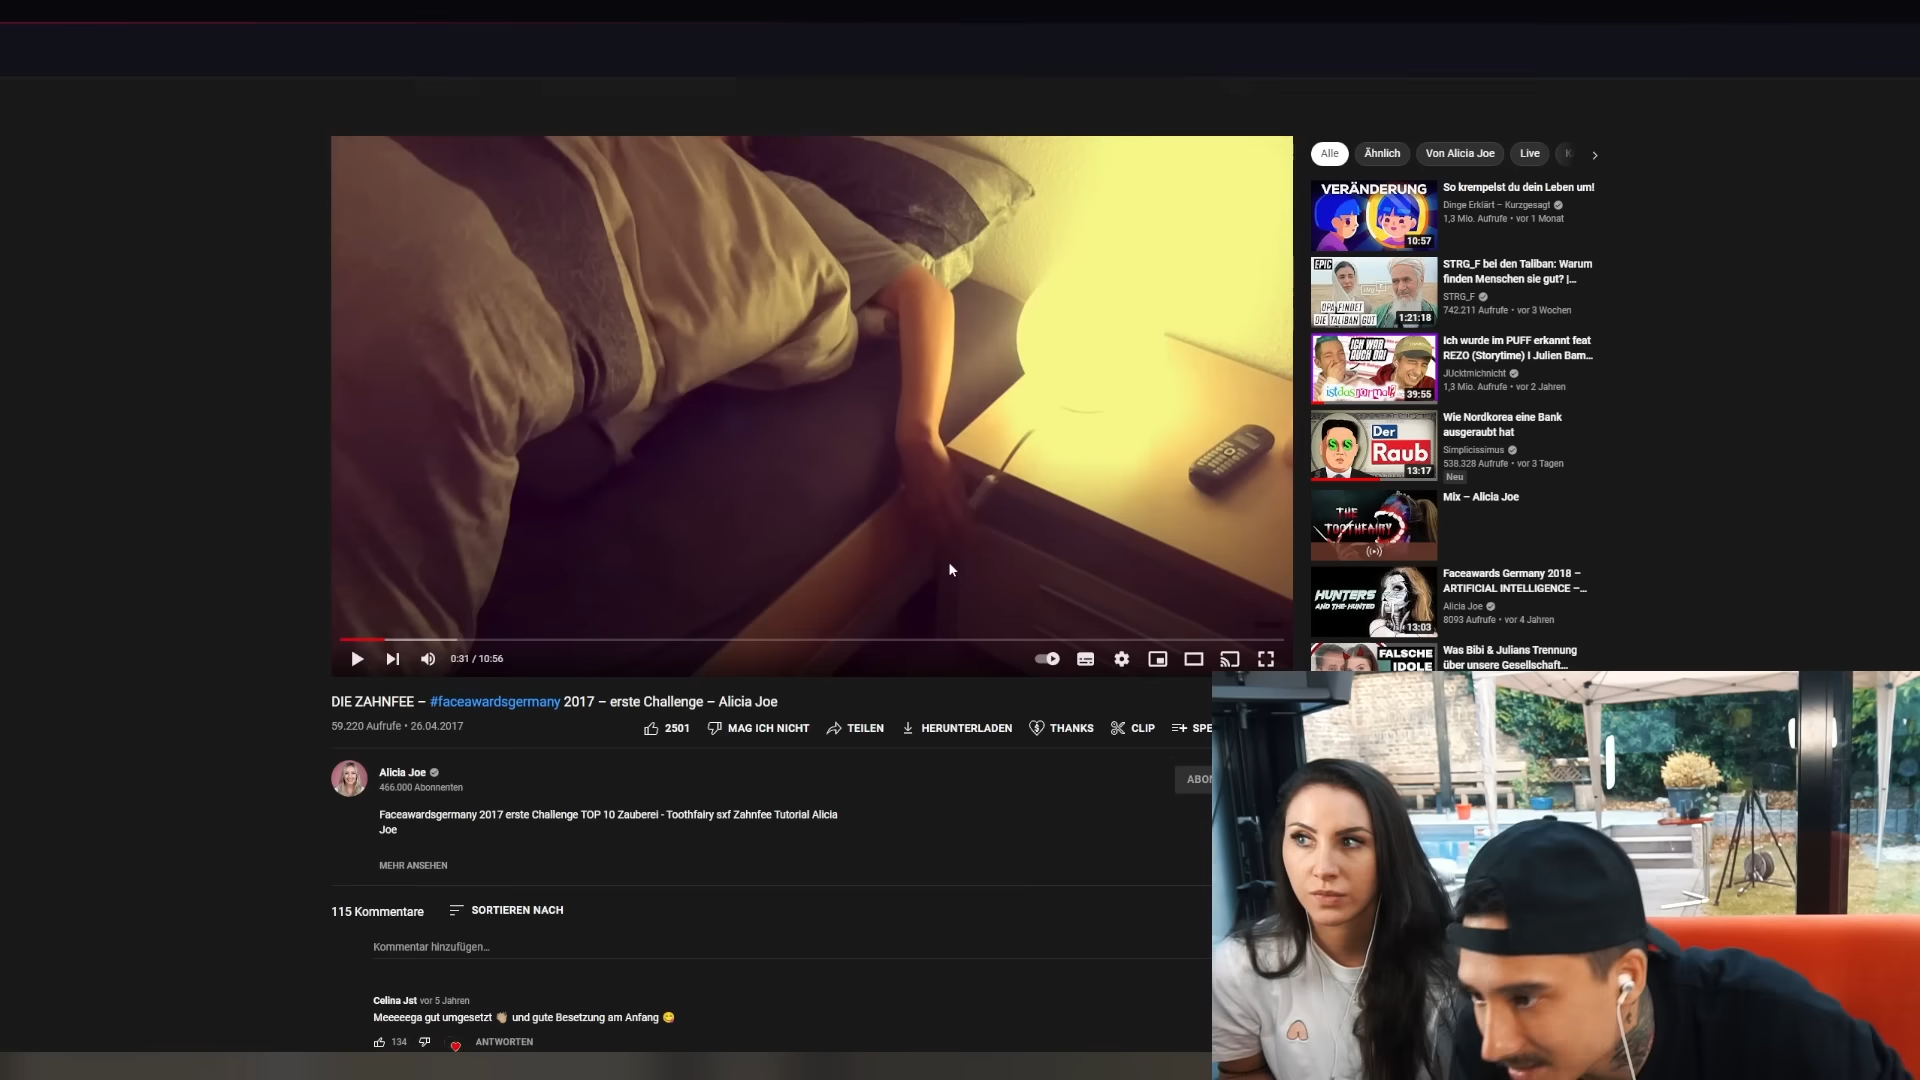 Alle
Ähnlich
Von Alicia Joe
Live
VERÄNDERUNG
10:57
So krempelst du dein Leben um!
Dinge Erklärt – Kurzgesagt
1,3 Mio. Aufrufe • vor 1 Monat
EPIC
OPA FINDET
DIE TALIBAN GUT
1:21:18
STRG_F bei den Taliban: Warum
finden Menschen sie gut? |...
STRG_F
742.211 Aufrufe • vor 3 Wochen
ICH WAR
AUCH DA!
istdasnormal?
39:55
Ich wurde im PUFF erkannt feat
REZO (Storytime) I Julien Bam...
JUcktmichnicht
1,3 Mio. Aufrufe • vor 2 Jahren
Der
Raub
13:17
Wie Nordkorea eine Bank
ausgeraubt hat
Simplicissimus
538.328 Aufrufe • vor 3 Tagen
Neu
THE
TOOTHFAIRY
Mix – Alicia Joe
HUNTERS
AND THE HUNTED
13:03
Faceawards Germany 2018 –
ARTIFICIAL INTELLIGENCE –...
Alicia Joe
8093 Aufrufe • vor 4 Jahren
FALSCHE
IDOLE
Was Bibi & Julians Trennung
über unsere Gesellschaft...
0:31 / 10:56
DIE ZAHNFEE – #faceawardsgermany 2017 – erste Challenge – Alicia Joe
59.220 Aufrufe • 26.04.2017
2501
MAG ICH NICHT
TEILEN
HERUNTERLADEN
THANKS
CLIP
SPE
Alicia Joe
466.000 Abonnenten
ABON
Faceawardsgermany 2017 erste Challenge TOP 10 Zauberei - Toothfairy sxf Zahnfee Tutorial Alicia
Joe
MEHR ANSEHEN
115 Kommentare
SORTIEREN NACH
Kommentar hinzufügen...
Celina Jst vor 5 Jahren
Meeeeega gut umgesetzt 👏🏼 und gute Besetzung am Anfang 😋
134
ANTWORTEN